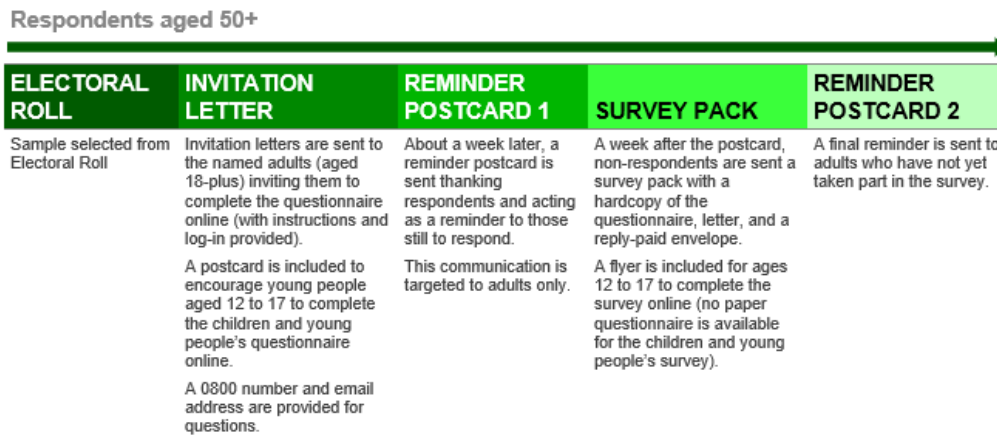 Respondents aged 50+
ELECTORAL
ROLL
Sample selected from
Electoral Roll
INVITATION
LETTER
Invitation letters are sent to
the named adults (aged
18-plus) inviting them to
complete the questionnaire
online (with instructions and
log-in provided).
A postcard is included to
encourage young people
aged 12 to 17 to complete
the children and young
people's questionnaire
online.
A 0800 number and email
address are provided for
questions.
REMINDER
POSTCARD 1
About a week later, a
reminder postcard is
sent thanking
respondents and acting
as a reminder to those
still to respond.
This communication is
targeted to adults only.
SURVEY PACK
A week after the postcard,
non-respondents are sent a
survey pack with a
hardcopy of the
questionnaire, letter, and a
reply-paid envelope.
A flyer is included for ages
12 to 17 to complete the
survey online (no paper
questionnaire is available
for the children and young
people's survey).
REMINDER
POSTCARD 2
A final reminder is sent to
adults who have not yet
taken part in the survey.